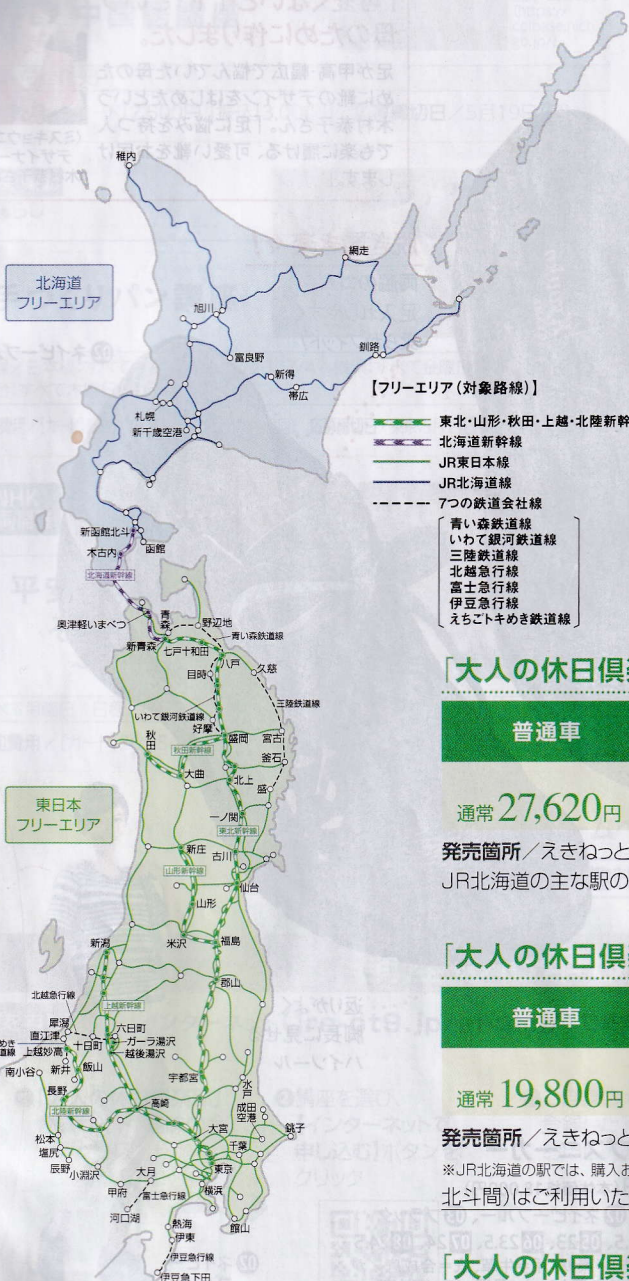 稚内
網走
北海道
フリーエリア
旭川
富良野
釧路
新得
帯広
札幌
新千歳空港
【フリーエリア(対象路線)】
東北・山形・秋田・上越・北陸新幹
北海道新幹線
JR東日本線
JR北海道線
7つの鉄道会社線
青い森鉄道線
いわて銀河鉄道線
三陸鉄道線
北越急行線
富士急行線
伊豆急行線
えちごトキめき鉄道線
新函館北斗
函館
木古内
北海道新幹線
奥津軽いまべつ
青森
野辺地
青い森鉄道線
新青森
七戸十和田
八戸
目時
久慈
三陸鉄道線
いわて銀河鉄道線
好摩
秋田
盛岡
宮古
秋田新幹線
釜石
大曲
北上
盛
一ノ関
東北新幹線
東日本
フリーエリア
新庄
古川
山形新幹線
仙台
山形
新潟
米沢
福島
郡山
北越急行線
上越新幹線
犀潟
六日町
直江津
十日町
ガーラ湯沢
めき
道線
上越妙高
越後湯沢
新井
飯山
南小谷
長野
宇都宮
水戸
北陸新幹線
高崎
成田
空港
銚子
松本
大宮
塩尻
千葉
辰野
大月
東京
小淵沢
甲府
富士急行線
横浜
河口湖
熱海
館山
伊東
伊豆急行線
伊豆急下田
「大人の休日倶
普通車
通常 27,620円
発売箇所/えきねっと
JR北海道の主な駅の
「大人の休日倶
普通車
通常 19,800円
発売箇所/えきねっと
※JR北海道の駅では、購入お
北斗間)はご利用いた
「大人の休日倶